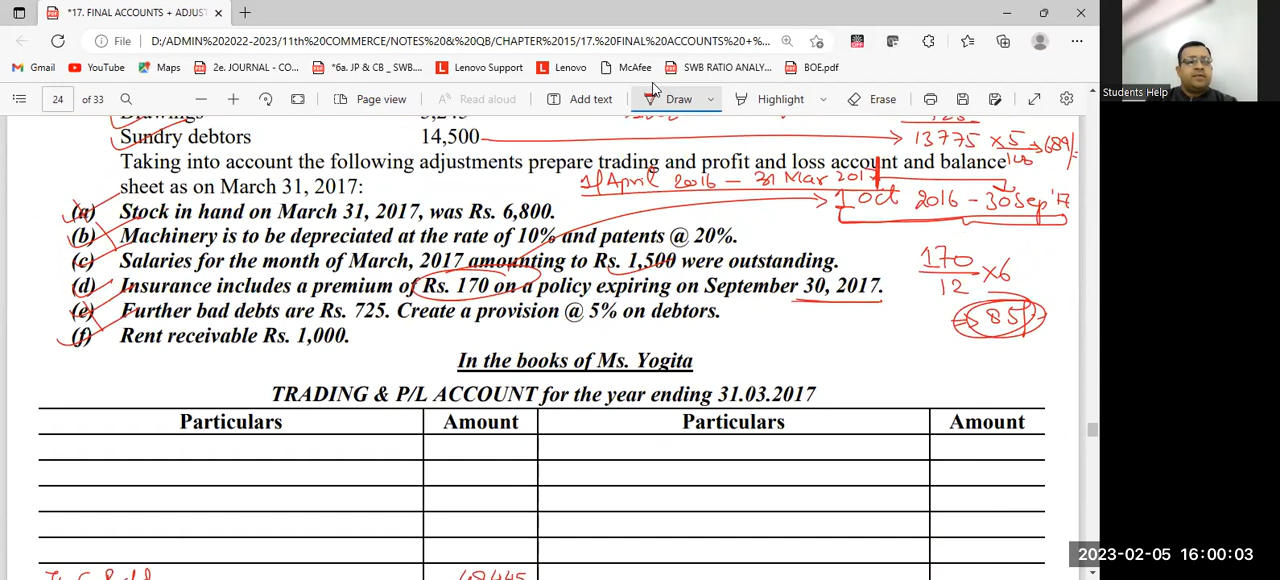 *17. FINAL ACCOUNTS + ADJUST
File D:/ADMIN%202022-2023/11th%20COMMERCE/NOTES%20&%20QB/CHAPTER%2015/17.%20FINAL%20ACCOUNTS%20+%...
Gmail YouTube Maps 2e. JOURNAL - CO... *6a. JP & CB _ SWB.... Lenovo Support Lenovo McAfee SWB RATIO ANALY... BOE.pdf
24 of 33 Page view Read aloud Add text Draw Highlight Erase
Students Help
Sundry debtors 14,500 13775 × 5/100 → 689/-
Taking into account the following adjustments prepare trading and profit and loss account and balance
sheet as on March 31, 2017:
1 April 2016 – 31 Mar 2017
1 Oct 2016 – 30 Sep '17
(a) Stock in hand on March 31, 2017, was Rs. 6,800.
(b) Machinery is to be depreciated at the rate of 10% and patents @ 20%.
(c) Salaries for the month of March, 2017 amounting to Rs. 1,500 were outstanding.
(d) Insurance includes a premium of Rs. 170 on a policy expiring on September 30, 2017.
(e) Further bad debts are Rs. 725. Create a provision @ 5% on debtors.
(f) Rent receivable Rs. 1,000.
170
12 × 6
85/-
In the books of Ms. Yogita
TRADING & P/L ACCOUNT for the year ending 31.03.2017
Particulars Amount Particulars Amount
2023-02-05 16:00:03